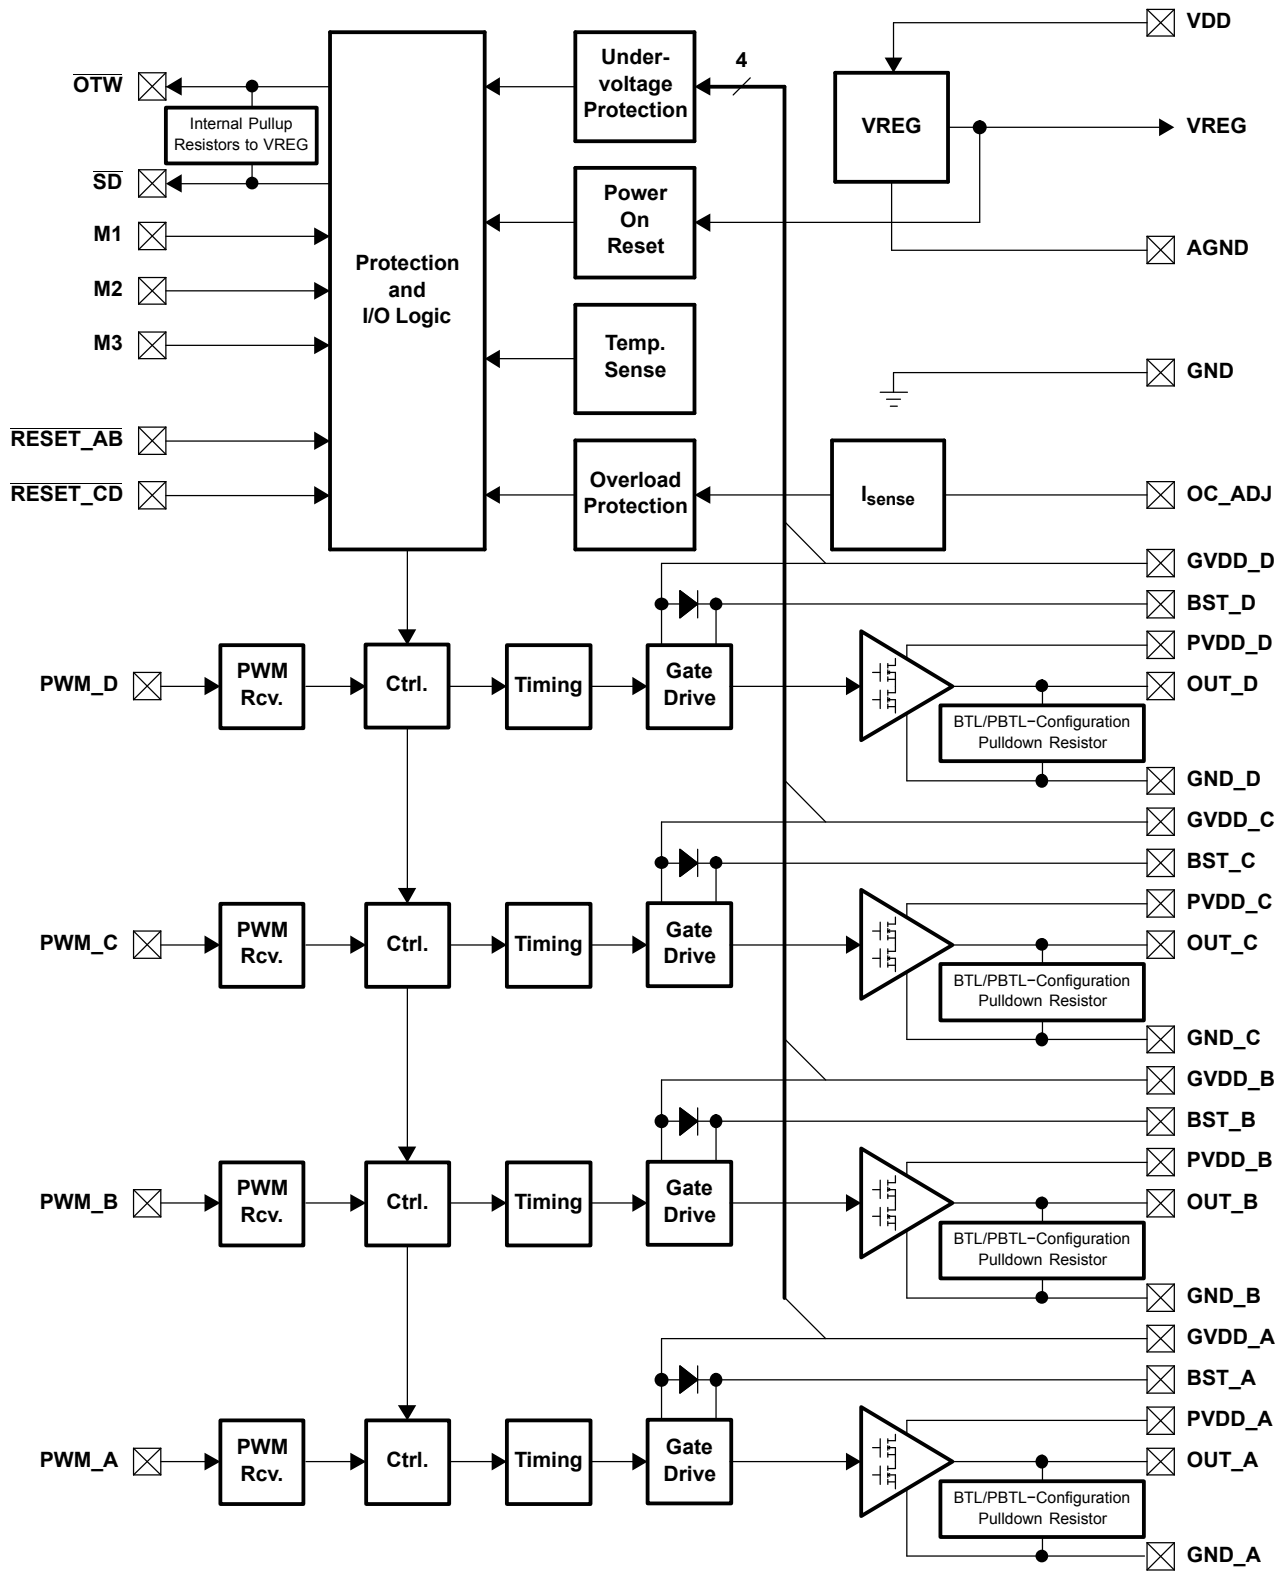 VDD
Under-
voltage
Protection
4
OTW
VREG
VREG
Internal Pullup
Resistors to VREG
SD
Power
On
Reset
M1
AGND
Protection
and
I/O Logic
M2
M3
Temp.
Sense
GND
RESET_AB
RESET_CD
Overload
Protection
Isense
OC_ADJ
GVDD_D
BST_D
PVDD_D
PWM_D
PWM
Rcv.
Ctrl.
Timing
Gate
Drive
OUT_D
BTL/PBTL−Configuration
Pulldown Resistor
GND_D
GVDD_C
BST_C
PVDD_C
PWM_C
PWM
Rcv.
Ctrl.
Timing
Gate
Drive
OUT_C
BTL/PBTL−Configuration
Pulldown Resistor
GND_C
GVDD_B
BST_B
PVDD_B
PWM_B
PWM
Rcv.
Ctrl.
Timing
Gate
Drive
OUT_B
BTL/PBTL−Configuration
Pulldown Resistor
GND_B
GVDD_A
BST_A
PVDD_A
PWM_A
PWM
Rcv.
Ctrl.
Timing
Gate
Drive
OUT_A
BTL/PBTL−Configuration
Pulldown Resistor
GND_A